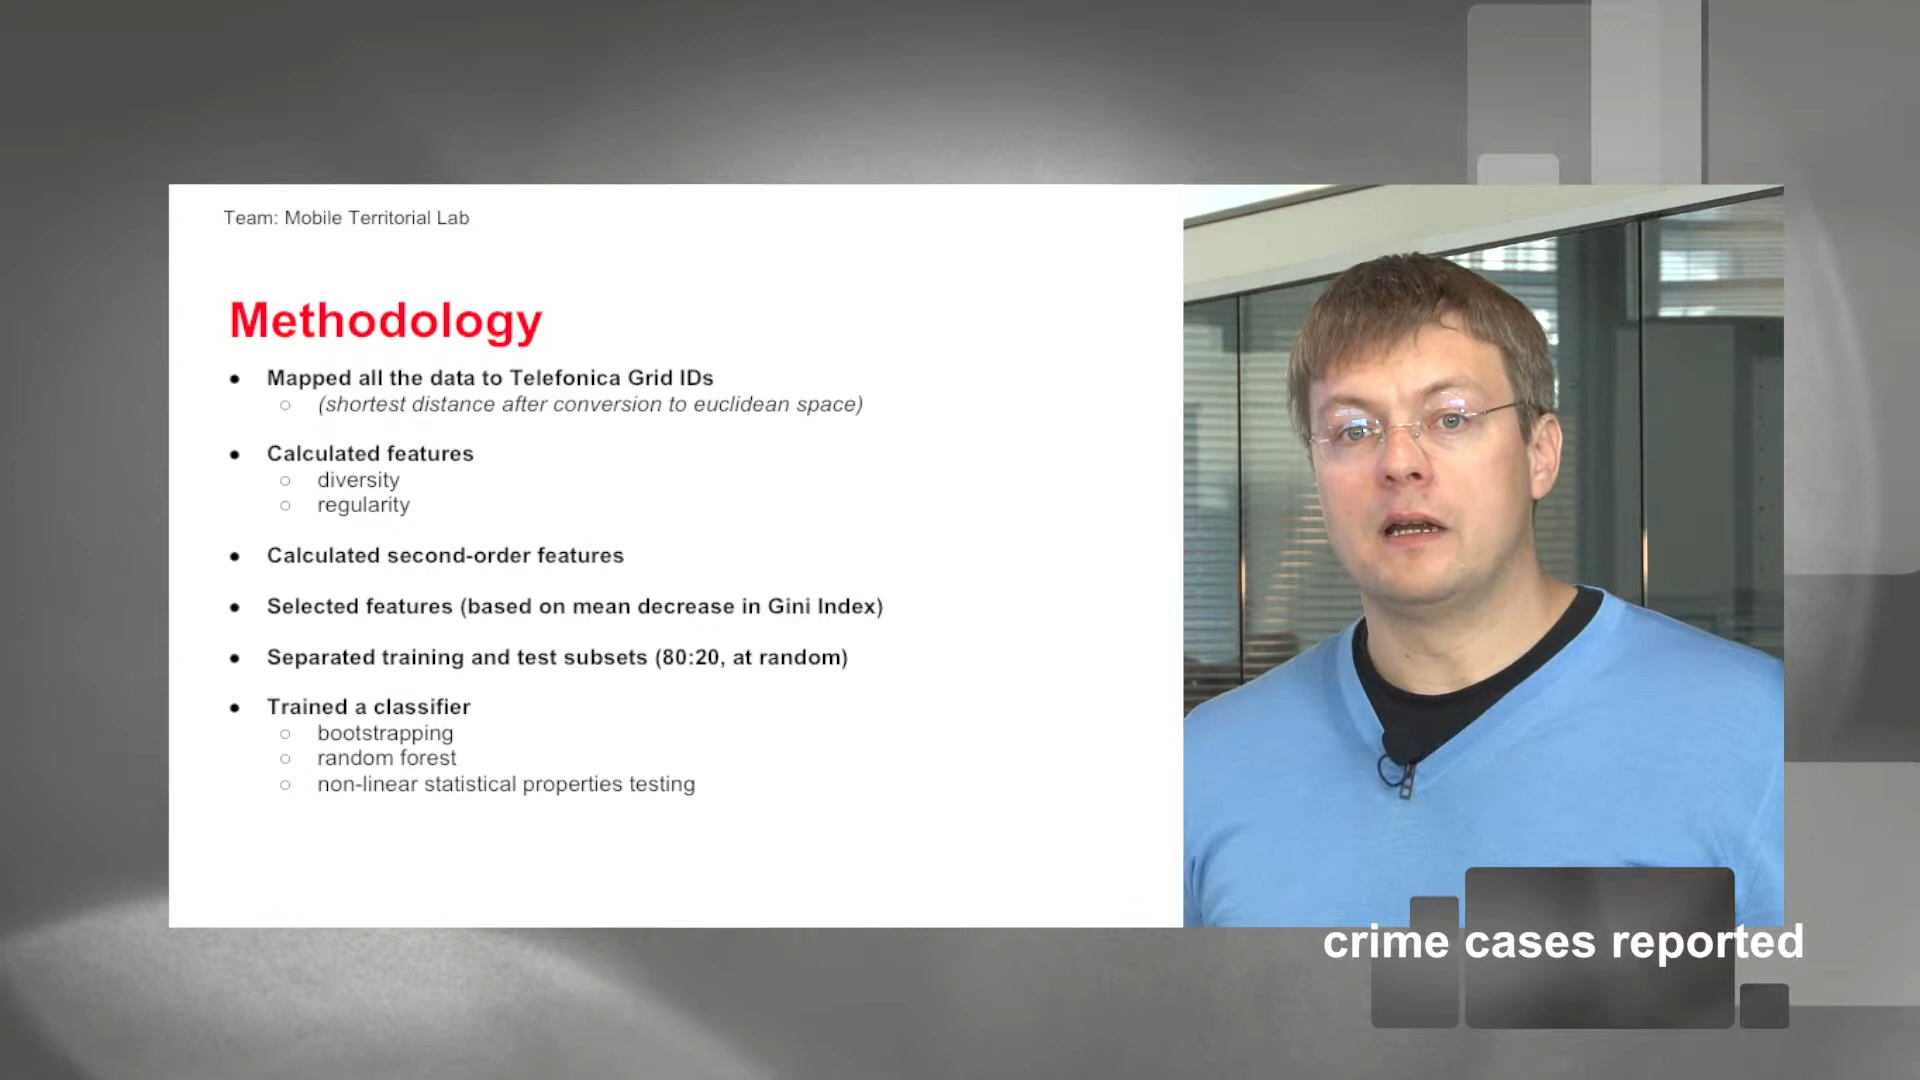 Team: Mobile Territorial Lab
Methodology
● Mapped all the data to Telefonica Grid IDs
○ (shortest distance after conversion to euclidean space)
● Calculated features
○ diversity
○ regularity
● Calculated second-order features
● Selected features (based on mean decrease in Gini Index)
● Separated training and test subsets (80:20, at random)
● Trained a classifier
○ bootstrapping
○ random forest
○ non-linear statistical properties testing
crime cases reported